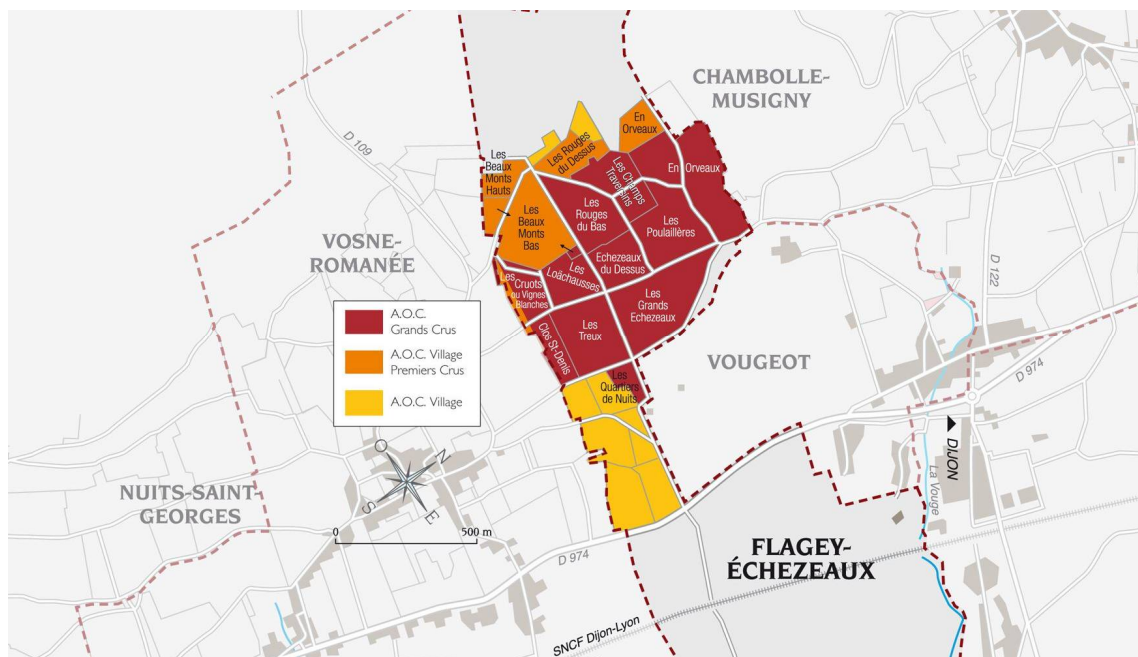 CHAMBOLLE-
MUSIGNY
D 109
En
Orveaux
Les Rouges
du Dessus
Les
Beaux
Monts
Hauts
Les Champs
Traversins
En Orveaux
Les
Beaux
Monts
Bas
Les
Rouges
du Bas
Les
Poulaillères
VOSNE-
ROMANÉE
Echezeaux
du Dessus
Les
Loächausses
Les
Cruots
ou Vignes
Blanches
Les
Grands
Echezeaux
D 122
A.O.C.
Grands Crus
A.O.C. Village
Premiers Crus
A.O.C. Village
Clos St-Denis
Les
Treux
VOUGEOT
D 974
Les
Quartiers
de Nuits
O
N
S
E
DIJON
La Vouge
NUITS-SAINT-
GEORGES
0
500 m
D 974
FLAGEY-
ÉCHEZEAUX
SNCF Dijon-Lyon